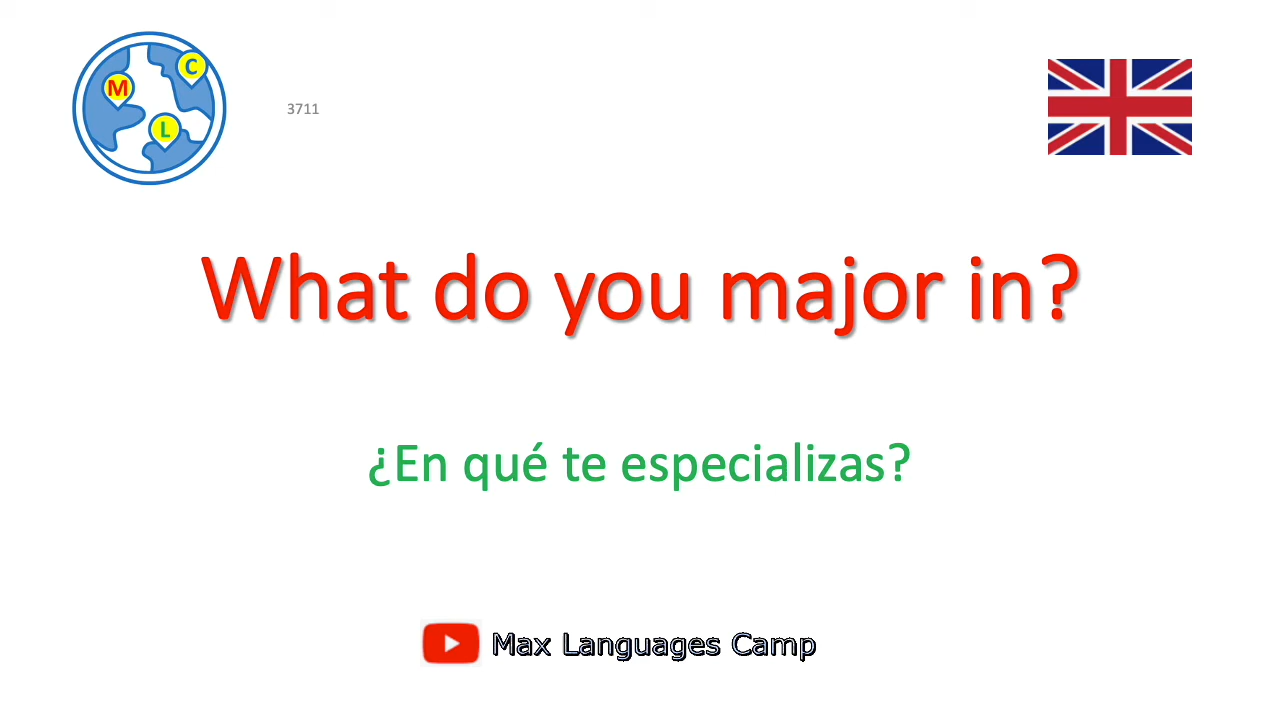 C
M
L
3711
What do you major in?
¿En qué te especializas?
Max Languages Camp